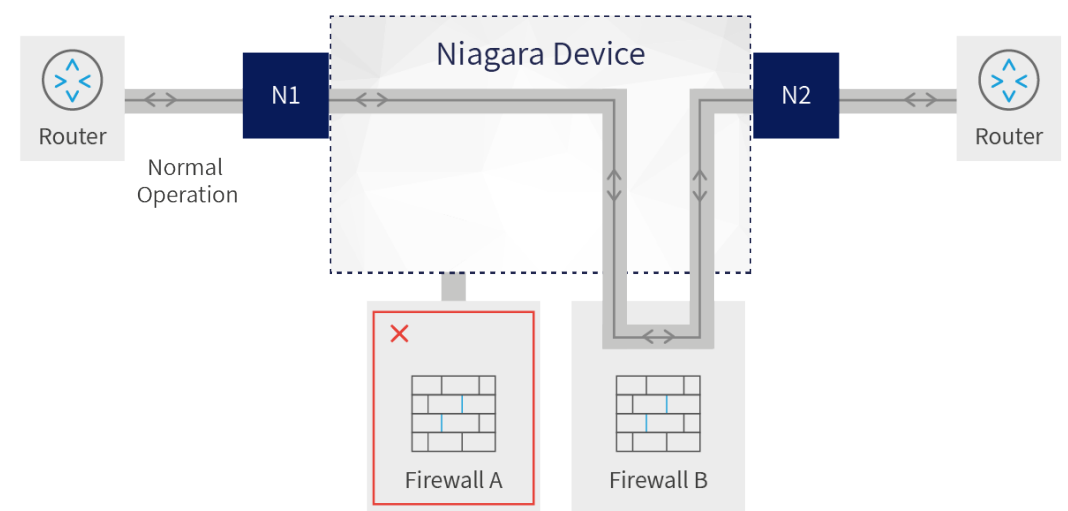 Niagara Device
N1
N2
Router
Router
Normal
Operation
Firewall A
Firewall B